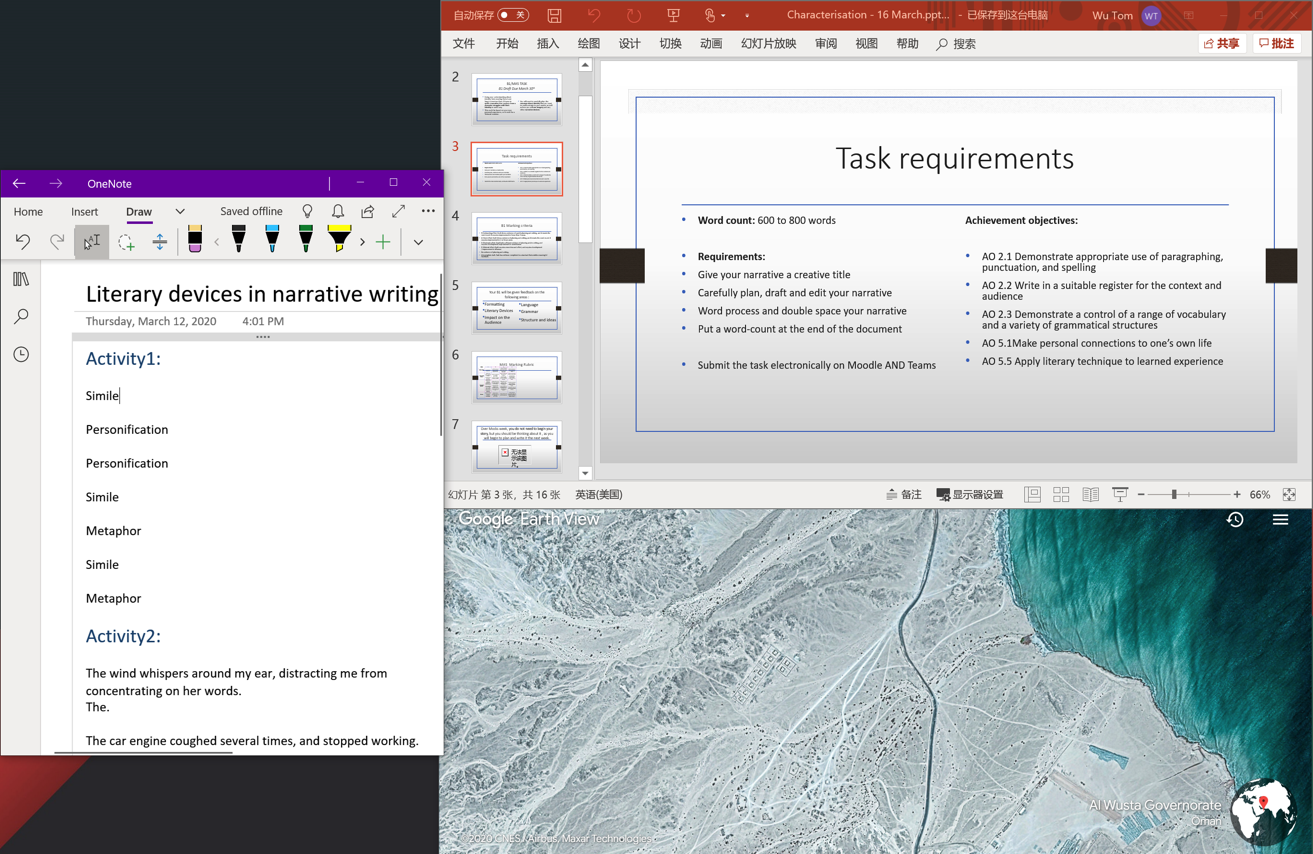 自动保存 关
Characterisation - 16 March.ppt... - 已保存到这台电脑
Wu Tom
WT
文件 开始 插入 绘图 设计 切换 动画 幻灯片放映 审阅 视图 帮助 搜索
共享 批注
2
3
Task requirements
4
5
6
7
Task requirements
Word count: 600 to 800 words
Requirements:
Give your narrative a creative title
Carefully plan, draft and edit your narrative
Word process and double space your narrative
Put a word-count at the end of the document
Submit the task electronically on Moodle AND Teams
Achievement objectives:
AO 2.1 Demonstrate appropriate use of paragraphing,
punctuation, and spelling
AO 2.2 Write in a suitable register for the context and
audience
AO 2.3 Demonstrate a control of a range of vocabulary
and a variety of grammatical structures
AO 5.1Make personal connections to one's own life
AO 5.5 Apply literary technique to learned experience
幻灯片 第 3 张，共 16 张 英语(美国)
备注 显示器设置
66%
OneNote
Home Insert Draw
Saved offline
Literary devices in narrative writing
Thursday, March 12, 2020 4:01 PM
Activity1:
Simile
Personification
Personification
Simile
Metaphor
Simile
Metaphor
Activity2:
The wind whispers around my ear, distracting me from
concentrating on her words.
The.
The car engine coughed several times, and stopped working.
Google Earth View
Al Wusta Governorate
Oman
© 2020 CNES / Airbus, Maxar Technologies